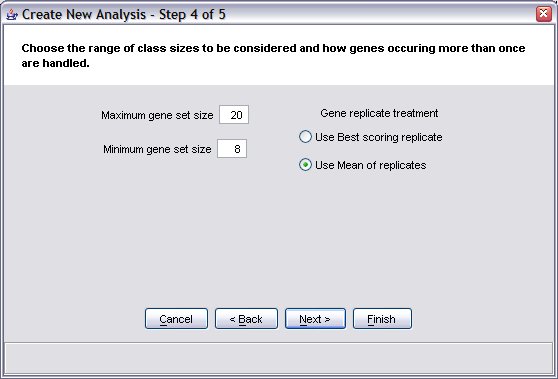 Create New Analysis - Step 4 of 5
Choose the range of class sizes to be considered and how genes occuring more than once
are handled.
Maximum gene set size 20
Minimum gene set size 8
Gene replicate treatment
Use Best scoring replicate
Use Mean of replicates
Cancel
< Back
Next >
Finish